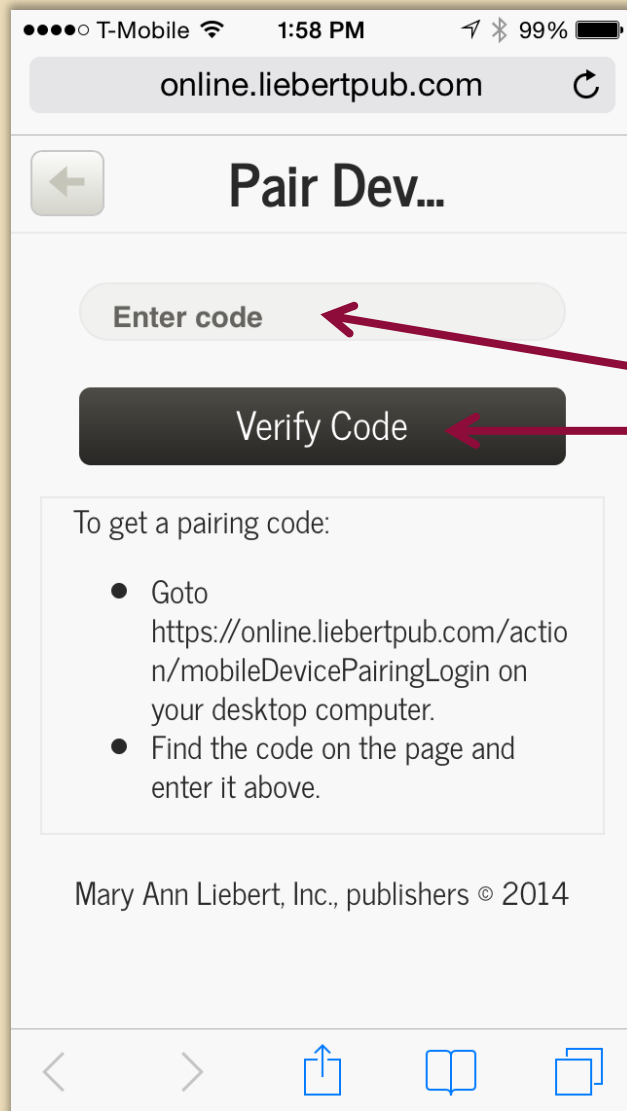 T-Mobile 1:58 PM 99%
online.liebertpub.com
Pair Dev...
Enter code
Verify Code
To get a pairing code:
• Goto
https://online.liebertpub.com/actio
n/mobileDevicePairingLogin on
your desktop computer.
• Find the code on the page and
enter it above.
Mary Ann Liebert, Inc., publishers © 2014